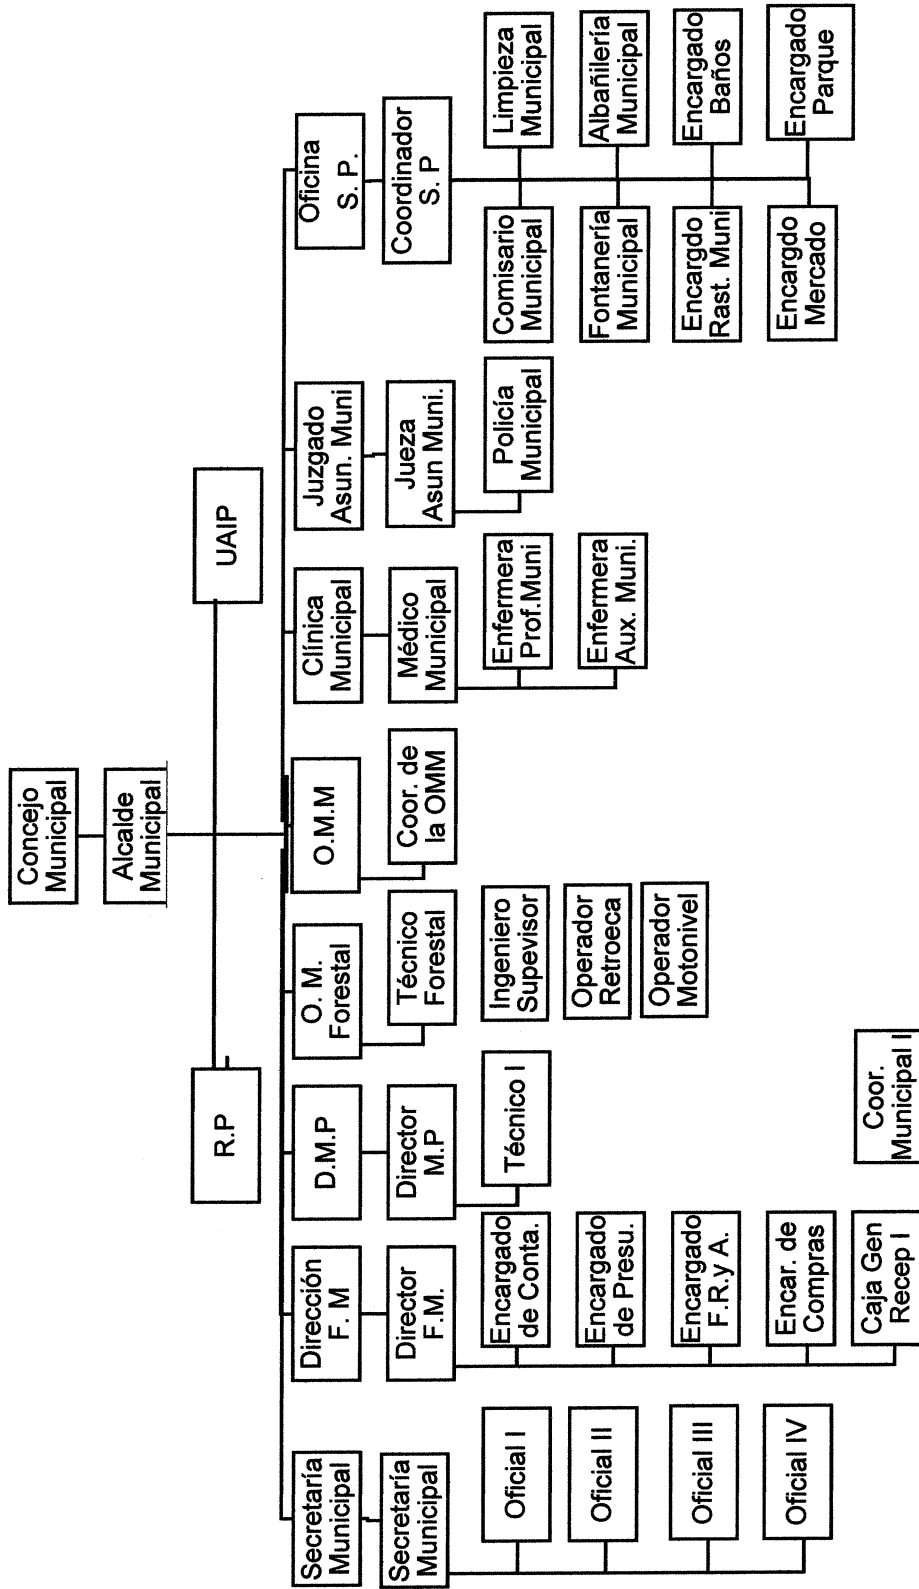 Concejo
Municipal
Alcalde
Municipal
R.P
UAIP
Secretaría
Municipal
Dirección
F. M
D.M.P
O. M.
Forestal
O.M.M
Clínica
Municipal
Juzgado
Asun. Muni
Oficina
S. P.
Secretaría
Municipal
Director
F.M.
Director
M.P
Técnico
Forestal
Coor. de
la OMM
Médico
Municipal
Jueza
Asun Muni.
Coordinador
S. P
Oficial I
Oficial II
Oficial III
Oficial IV
Encargado
de Conta.
Encargado
de Presu.
Encargado
F.R.y A.
Encar. de
Compras
Caja Gen
Recep I
Coor.
Municipal I
Técnico I
Ingeniero
Supevisor
Operador
Retroeca
Operador
Motonivel
Enfermera
Prof.Muni
Enfermera
Aux. Muni.
Policía
Municipal
Comisario
Municipal
Limpieza
Municipal
Fontanería
Municipal
Albañilería
Municipal
Encargdo
Rast. Muni
Encargado
Baños
Encargdo
Mercado
Encargado
Parque